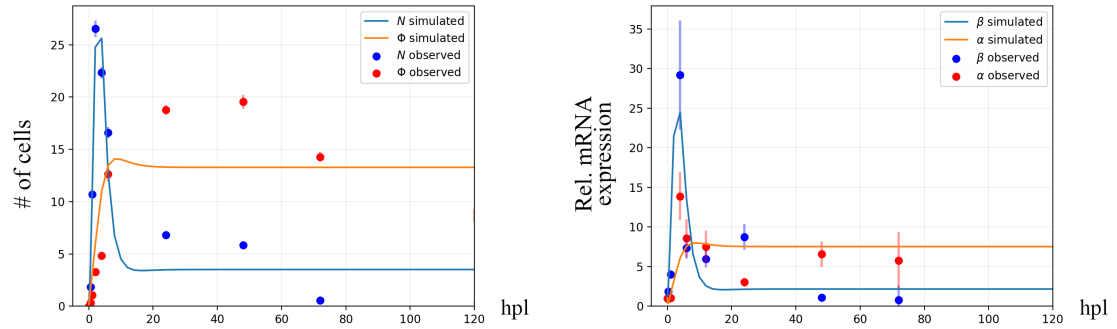 # of cells
25
20
15
10
5
0
0 20 40 60 80 100 120
hpl
N simulated
Φ simulated
N observed
Φ observed
Rel. mRNA
expression
35
30
25
20
15
10
5
0
0 20 40 60 80 100 120
hpl
β simulated
α simulated
β observed
α observed